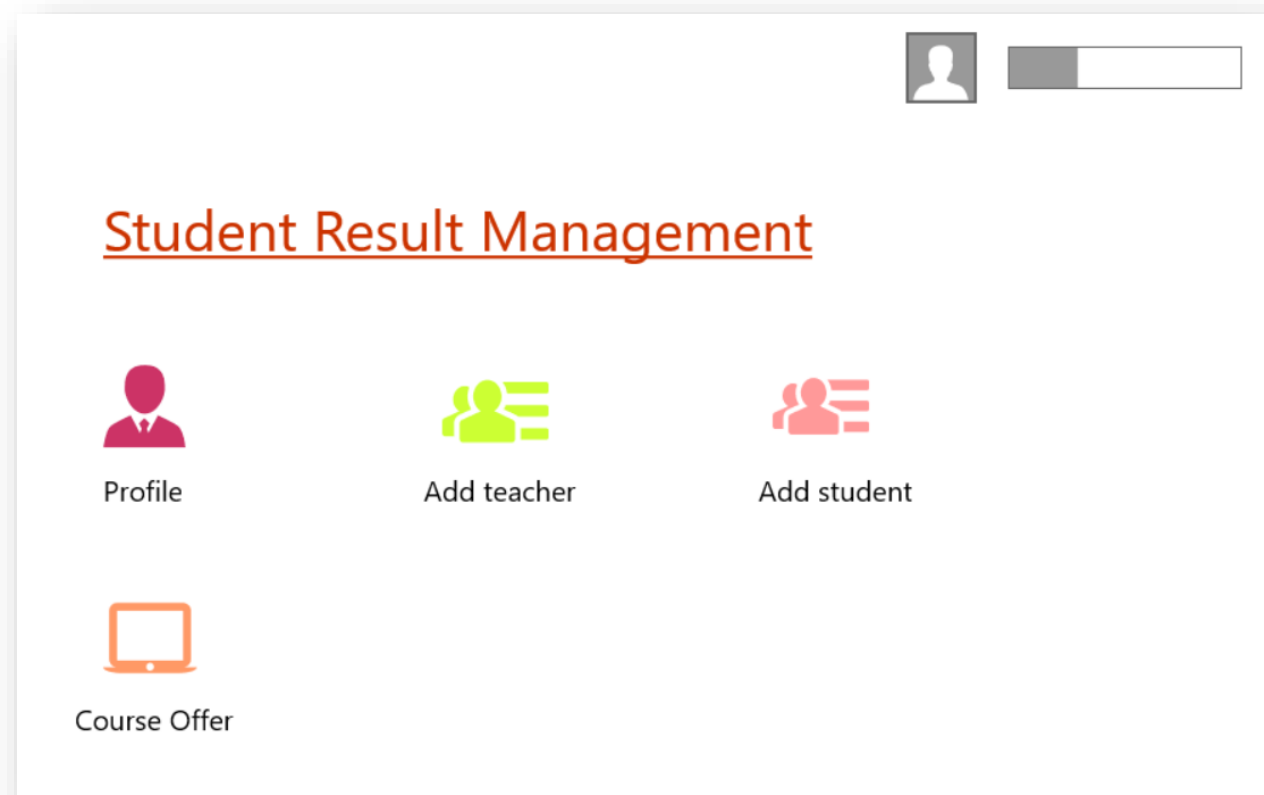 Student Result Management
Profile
Add teacher
Add student
Course Offer